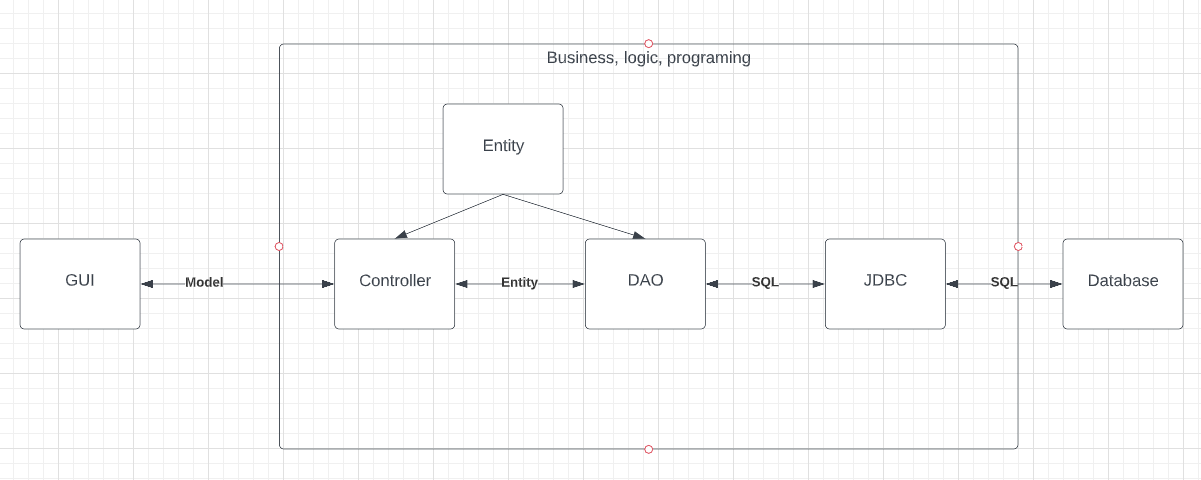 Business, logic, programing
Entity
GUI
Model
Controller
Entity
DAO
SQL
JDBC
SQL
Database